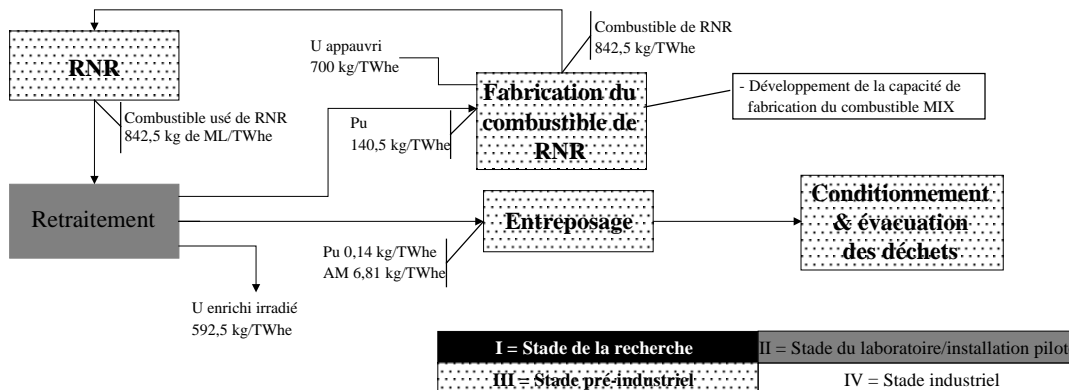 Combustible de RNR
842,5 kg/TWhe
RNR
U appauvri
700 kg/TWhe
Fabrication du
combustible de
RNR
- Développement de la capacité de
fabrication du combustible MIX
Combustible usé de RNR
842,5 kg de ML/TWhe
Pu
140,5 kg/TWhe
Retraitement
Entreposage
Conditionnement
& évacuation
des déchets
Pu 0,14 kg/TWhe
AM 6,81 kg/TWhe
U enrichi irradié
592,5 kg/TWhe
I = Stade de la recherche
II = Stade du laboratoire/installation pilot
III = Stade pré-industriel
IV = Stade industriel